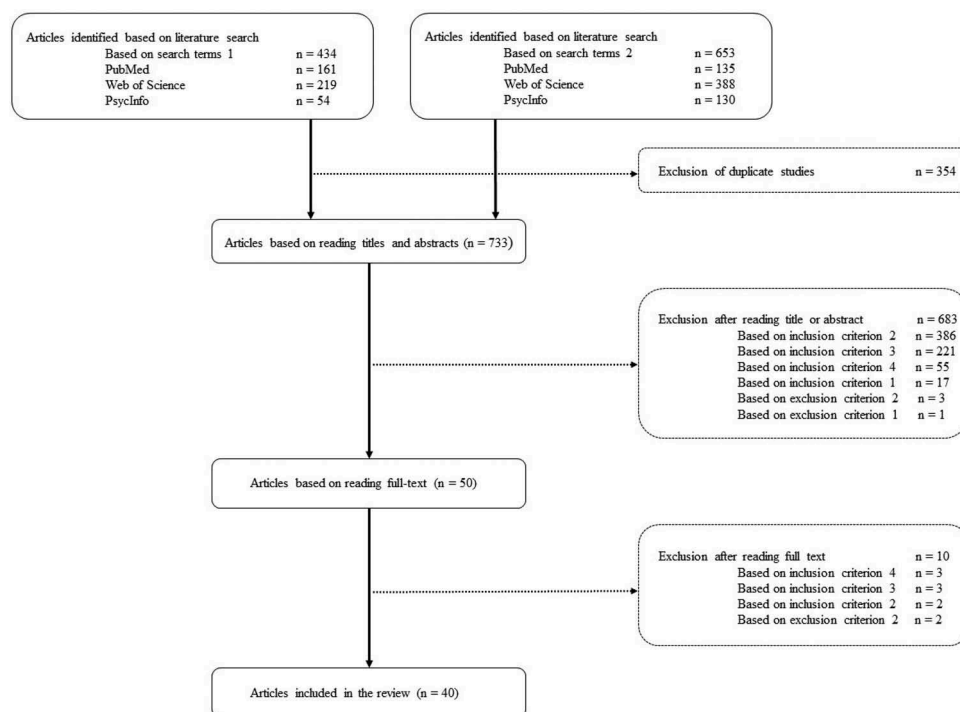 Articles identified based on literature search
Based on search terms 1 n = 434
PubMed n = 161
Web of Science n = 219
PsycInfo n = 54
Articles identified based on literature search
Based on search terms 2 n = 653
PubMed n = 135
Web of Science n = 388
PsycInfo n = 130
Exclusion of duplicate studies n = 354
Articles based on reading titles and abstracts (n = 733)
Exclusion after reading title or abstract n = 683
Based on inclusion criterion 2 n = 386
Based on inclusion criterion 3 n = 221
Based on inclusion criterion 4 n = 55
Based on inclusion criterion 1 n = 17
Based on exclusion criterion 2 n = 3
Based on exclusion criterion 1 n = 1
Articles based on reading full-text (n = 50)
Exclusion after reading full text n = 10
Based on inclusion criterion 4 n = 3
Based on inclusion criterion 3 n = 3
Based on inclusion criterion 2 n = 2
Based on exclusion criterion 2 n = 2
Articles included in the review (n = 40)